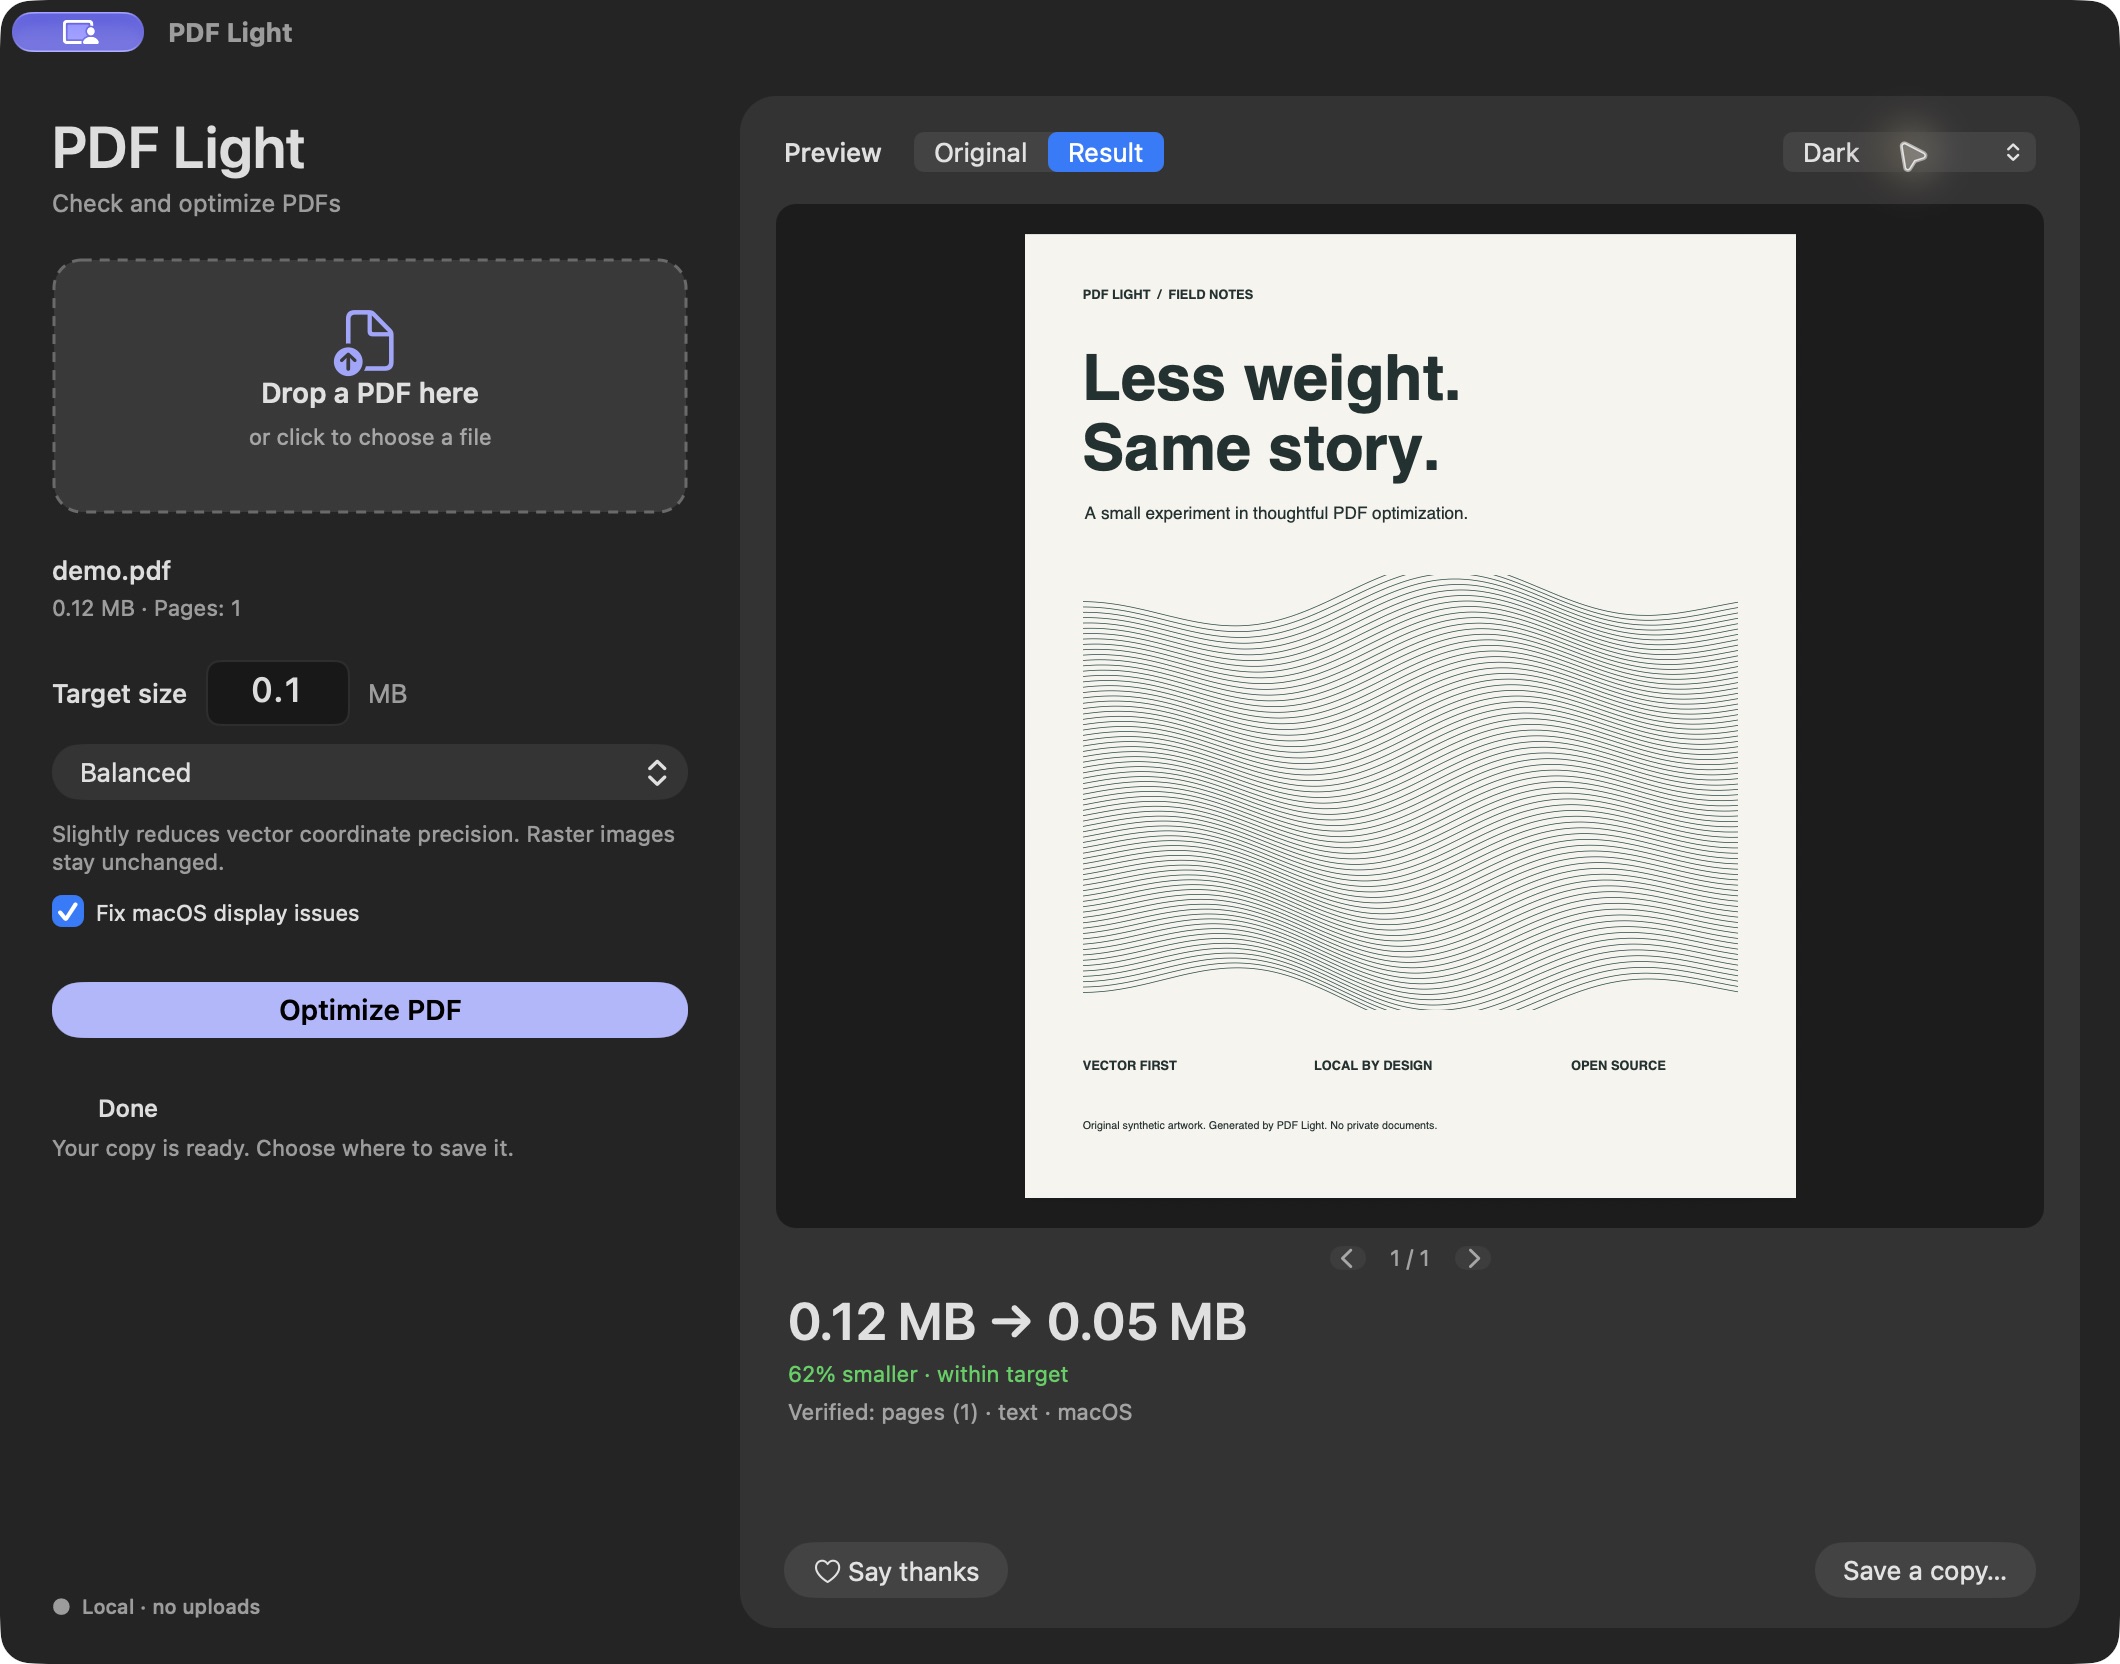 PDF Light
PDF Light
Check and optimize PDFs
Drop a PDF here
or click to choose a file
demo.pdf
0.12 MB · Pages: 1
Target size 0.1 MB
Balanced
Slightly reduces vector coordinate precision. Raster images
stay unchanged.
Fix macOS display issues
Optimize PDF
Done
Your copy is ready. Choose where to save it.
Local · no uploads
Preview Original Result Dark
PDF LIGHT / FIELD NOTES
Less weight.
Same story.
A small experiment in thoughtful PDF optimization.
VECTOR FIRST LOCAL BY DESIGN OPEN SOURCE
Original synthetic artwork. Generated by PDF Light. No private documents.
1 / 1
0.12 MB → 0.05 MB
62% smaller · within target
Verified: pages (1) · text · macOS
Say thanks Save a copy...